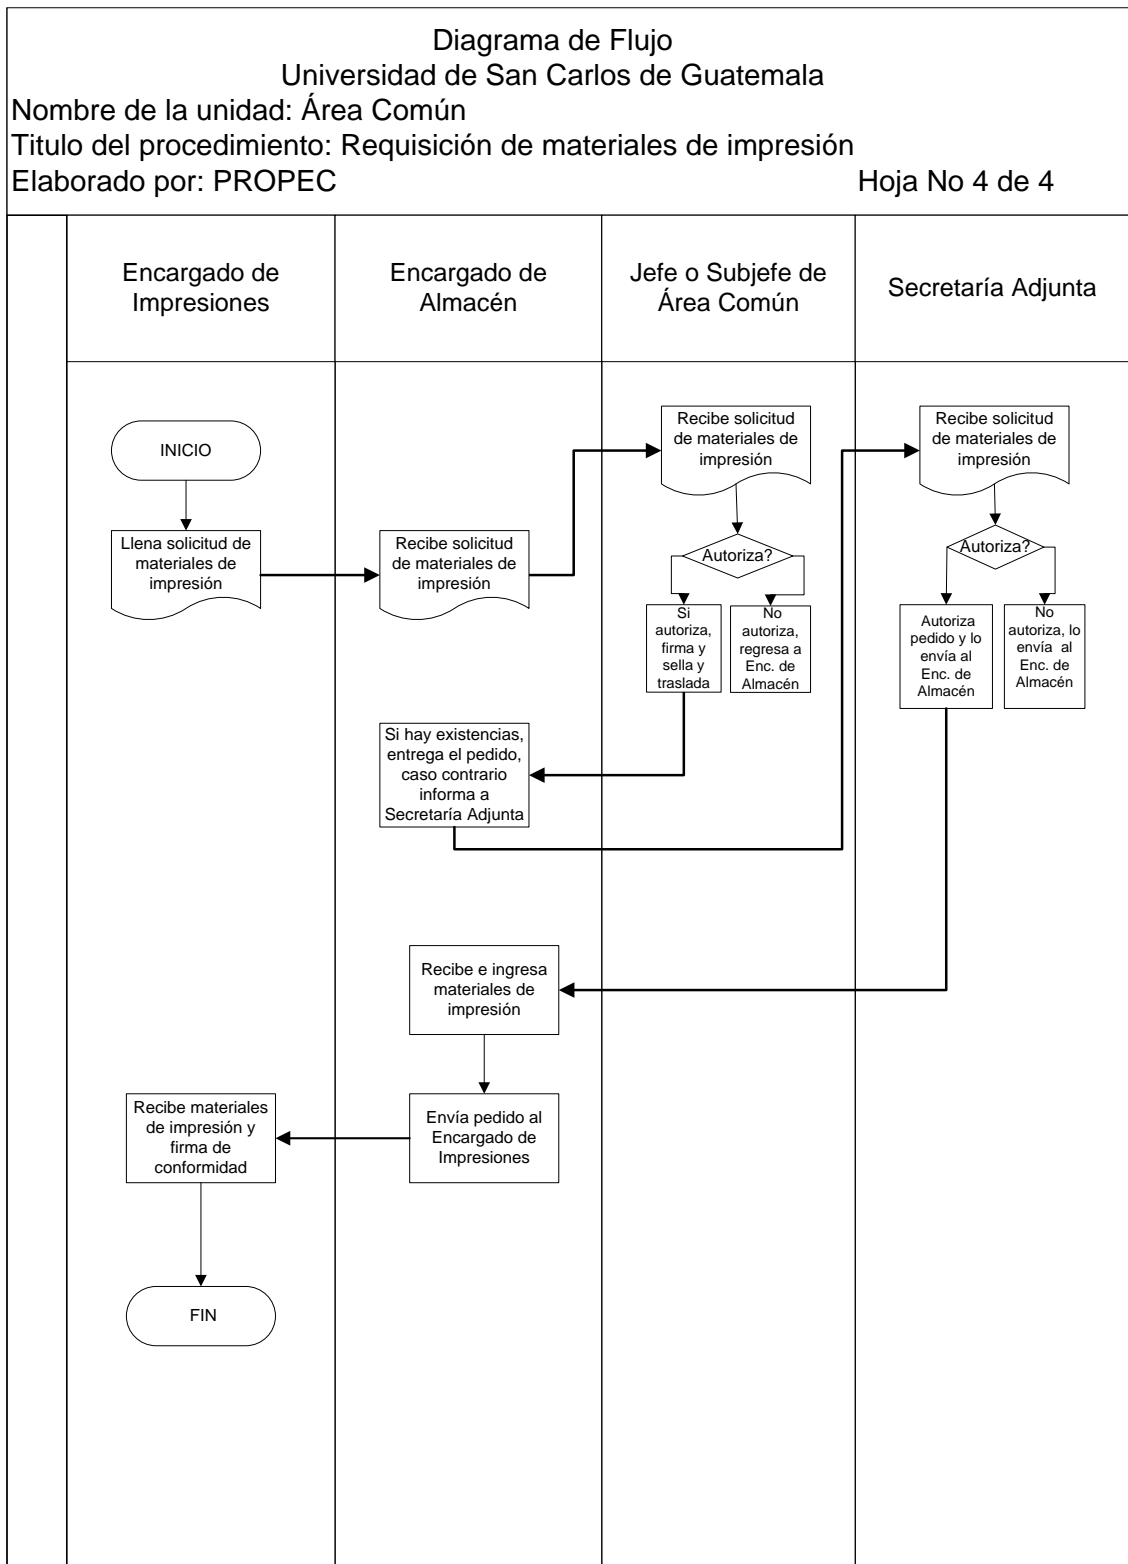 Diagrama de Flujo
Universidad de San Carlos de Guatemala
Nombre de la unidad: Área Común
Titulo del procedimiento: Requisición de materiales de impresión
Elaborado por: PROPEC
Hoja No 4 de 4
Encargado de
Impresiones
Encargado de
Almacén
Jefe o Subjefe de
Área Común
Secretaría Adjunta
INICIO
Llena solicitud de
materiales de
impresión
Recibe solicitud
de materiales de
impresión
Recibe solicitud
de materiales de
impresión
Autoriza?
Si
autoriza,
firma y
sella y
traslada
No
autoriza,
regresa a
Enc. de
Almacén
Recibe solicitud
de materiales de
impresión
Autoriza?
Autoriza
pedido y lo
envía al
Enc. de
Almacén
No
autoriza, lo
envía al
Enc. de
Almacén
Si hay existencias,
entrega el pedido,
caso contrario
informa a
Secretaría Adjunta
Recibe e ingresa
materiales de
impresión
Envía pedido al
Encargado de
Impresiones
Recibe materiales
de impresión y
firma de
conformidad
FIN